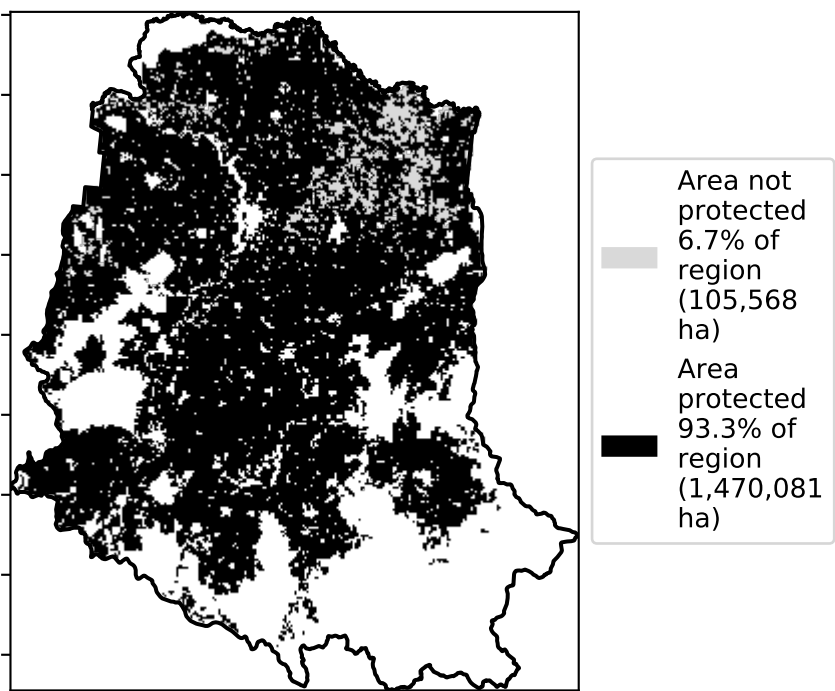 Area not
protected
6.7% of
region
(105,568
ha)
Area
protected
93.3% of
region
(1,470,081
ha)